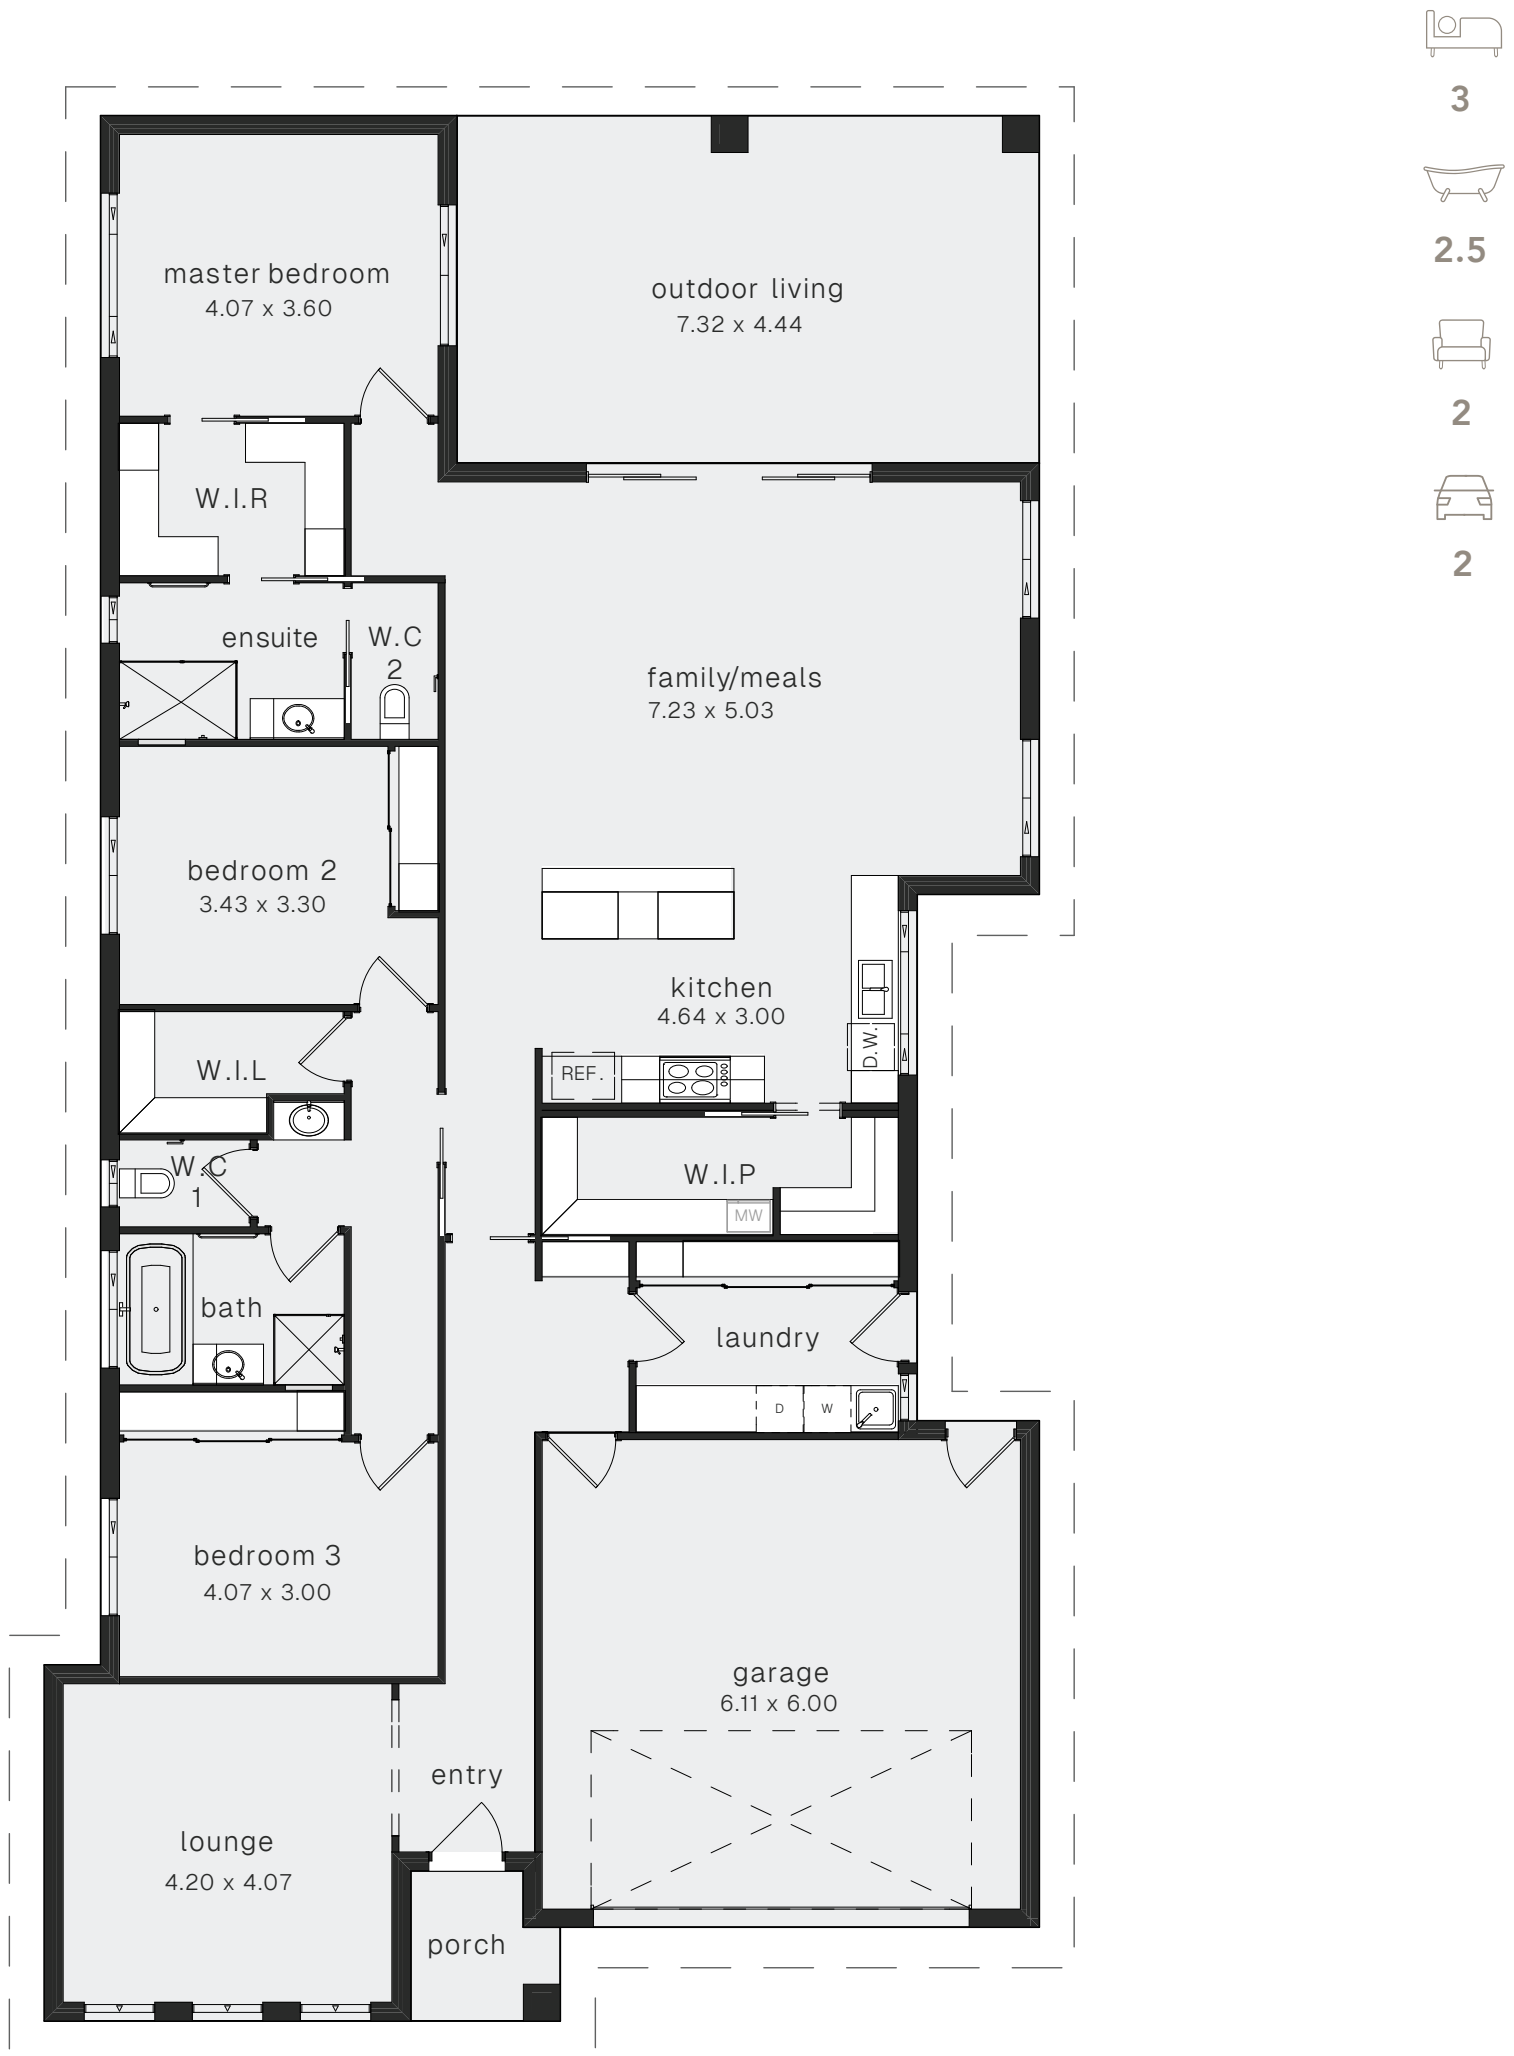 3
2.5
2
2
master bedroom
4.07 x 3.60
outdoor living
7.32 x 4.44
W.I.R
ensuite
W.C
2
family/meals
7.23 x 5.03
bedroom 2
3.43 x 3.30
kitchen
4.64 x 3.00
D.W.
REF.
W.I.L
W.C
1
W.I.P
MW
bath
laundry
D
W
bedroom 3
4.07 x 3.00
garage
6.11 x 6.00
entry
lounge
4.20 x 4.07
porch